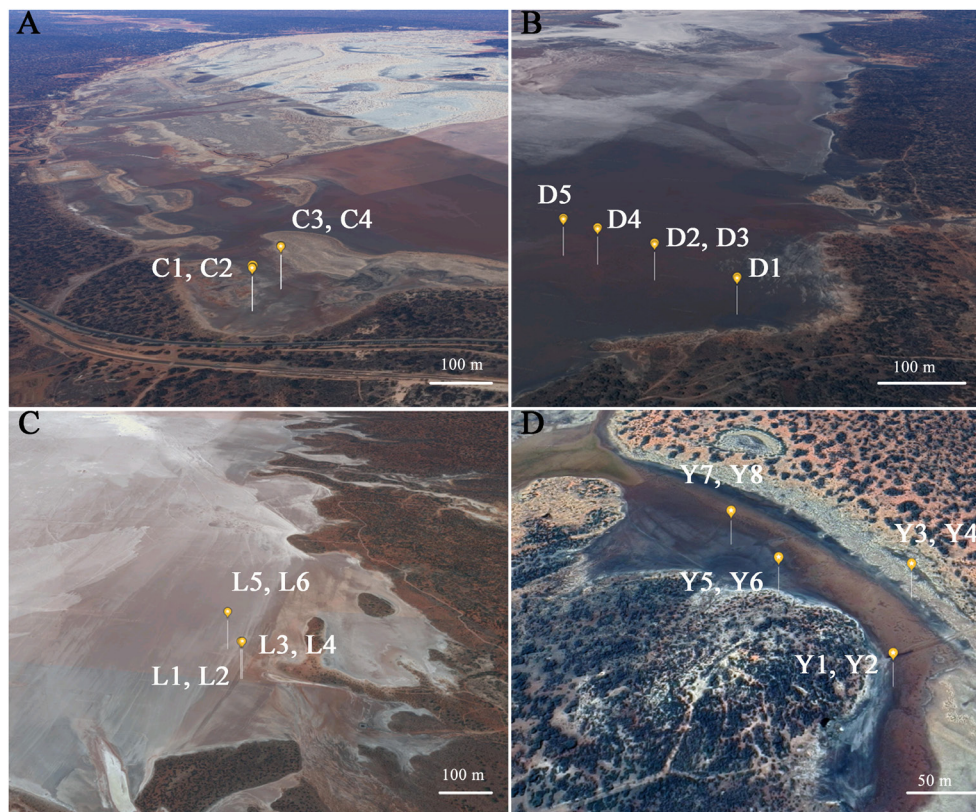 A
C3, C4
C1, C2
100 m
B
D5
D4
D2, D3
D1
100 m
C
L5, L6
L3, L4
L1, L2
100 m
D
Y7, Y8
Y3, Y4
Y5, Y6
Y1, Y2
50 m